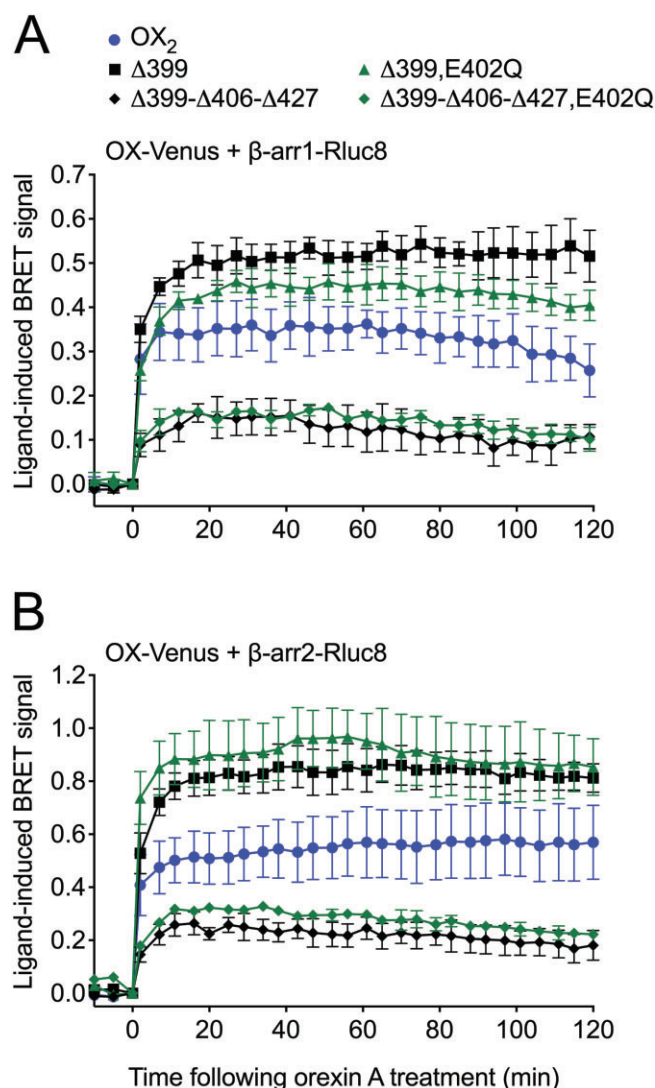 A
OX₂
Δ399
Δ399,E402Q
Δ399-Δ406-Δ427
Δ399-Δ406-Δ427,E402Q
OX-Venus + β-arr1-Rluc8
Ligand-induced BRET signal
0.7
0.6
0.5
0.4
0.3
0.2
0.1
0.0
0 20 40 60 80 100 120
B
OX-Venus + β-arr2-Rluc8
Ligand-induced BRET signal
1.2
1.0
0.8
0.6
0.4
0.2
0.0
0 20 40 60 80 100 120
Time following orexin A treatment (min)